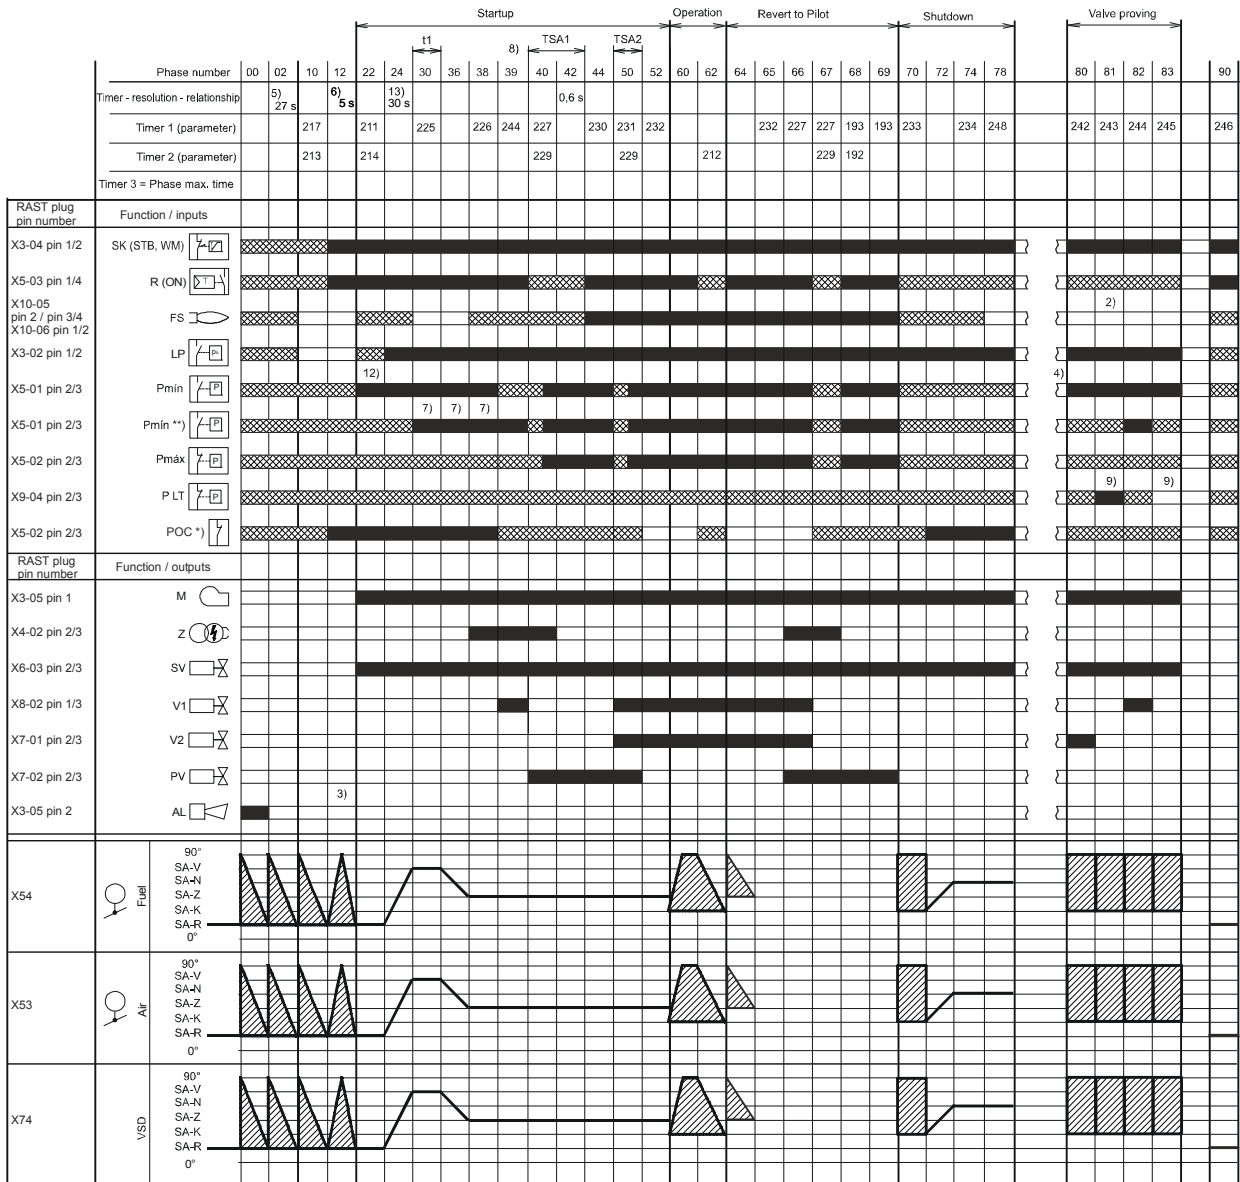 Startup Operation Revert to Pilot Shutdown Valve proving
t1 8) TSA1 TSA2
Phase number 00 02 10 12 22 24 30 36 38 39 40 42 44 50 52 60 62 64 65 66 67 68 69 70 72 74 78 80 81 82 83 90
Timer - resolution - relationship 5) 27 s 6) 5 s 13) 30 s 0,6 s
Timer 1 (parameter) 217 211 225 226 244 227 230 231 232 232 227 227 193 193 233 234 248 242 243 244 245 246
Timer 2 (parameter) 213 214 229 229 212 229 192
Timer 3 = Phase max. time
RAST plug
pin number
Function / inputs
X3-04 pin 1/2 SK (STB, WM)
X5-03 pin 1/4 R (ON)
2)
X10-05
pin 2 / pin 3/4
X10-06 pin 1/2
FS
X3-02 pin 1/2 LP P=
12) 4)
X5-01 pin 2/3 Pmín P
7) 7) 7)
X5-01 pin 2/3 Pmín **) P
X5-02 pin 2/3 Pmáx P
9) 9)
X9-04 pin 2/3 P LT P
X5-02 pin 2/3 POC *)
RAST plug
pin number
Function / outputs
X3-05 pin 1 M
X4-02 pin 2/3 Z
X6-03 pin 2/3 SV
X8-02 pin 1/3 V1
X7-01 pin 2/3 V2
X7-02 pin 2/3 PV
3)
X3-05 pin 2 AL
X54
Fuel
90°
SA-V
SA-N
SA-Z
SA-K
SA-R
0°
X53
Air
90°
SA-V
SA-N
SA-Z
SA-K
SA-R
0°
X74
VSD
90°
SA-V
SA-N
SA-Z
SA-K
SA-R
0°